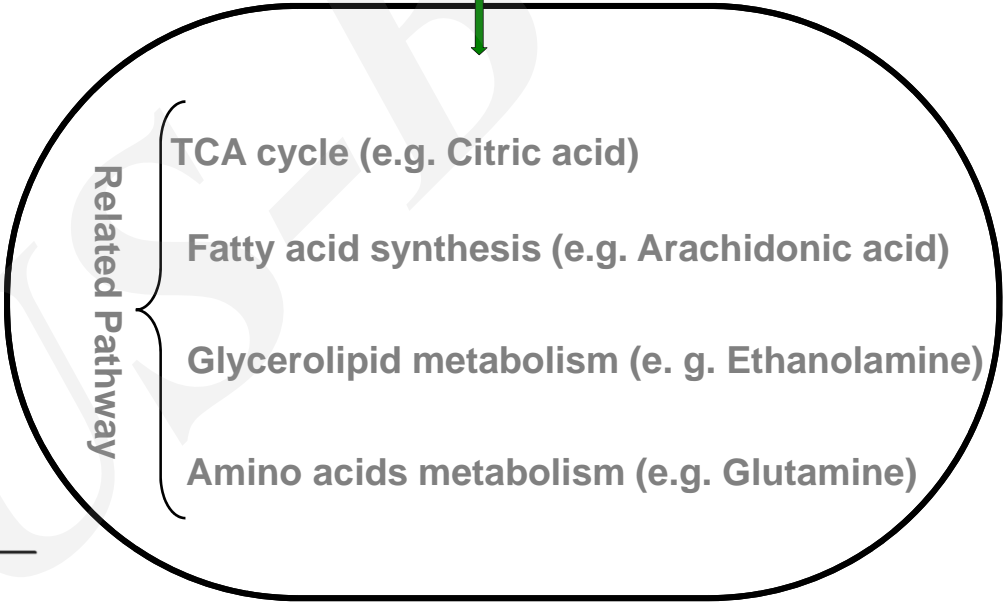 Related Pathway
TCA cycle (e.g. Citric acid)
Fatty acid synthesis (e.g. Arachidonic acid)
Glycerolipid metabolism (e. g. Ethanolamine)
Amino acids metabolism (e.g. Glutamine)